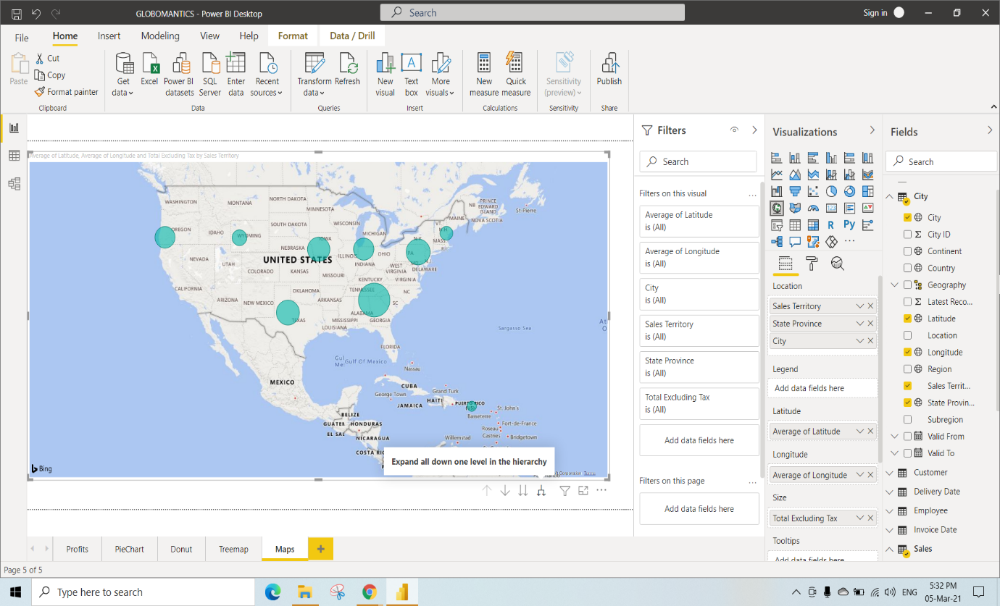 GLOBOMANTICS - Power BI Desktop
Search
Sign in
File
Home
Insert
Modeling
View
Help
Format
Data / Drill
Paste
Cut
Copy
Format painter
Clipboard
Get
data
Excel
Power BI
datasets
SQL
Server
Enter
data
Recent
sources
Data
Transform
data
Refresh
Queries
New
visual
Text
box
More
visuals
Insert
New
measure
Quick
measure
Calculations
Sensitivity
(preview)
Sensitivity
Publish
Share
Average of Latitude, Average of Longitude and Total Excluding Tax by Sales Territory
WASHINGTON
MONTANA
NORTH DAKOTA
MINNESOTA
OREGON
IDAHO
WYOMING
SOUTH DAKOTA
WISCONSIN
MICHIGAN
IOWA
NEBRASKA
N.Y.
VT.
N.H.
MASS.
R.I.
MAINE
NB
PRINCE
EDWARD
ISLAND
NOVA SCOTIA
St-Pierre
NEVADA
UTAH
UNITED STATES
ILLINOI
OHIO
PA
INDIANA
COLORADO
KANSAS
MISSOURI
WEST
VIRGINIA
DELAWARE
KENTUCKY
VIRGINIA
CALIFORNIA
ARIZONA
NEW MEXICO
OKLAHOMA
ARKANSAS
TENNESSEE
NC
SC
TEXAS
ALABAMA
MISSISSIPPI
GEORGIA
LOUISIANA
FLORIDA
Sargasso Sea
At
O
Gul
Me:
Gulf Of Mexico
Nassau
MEXICO
CUBA
George Town
Grand Turk
JAMAICA
HAITI
PUERTO RICO
(US)
St. John's
Basseterre
BELIZE
GUATER
HONDURAS
EL SAL
NICARAGUA
Fort-de-France
Roseau
Castries
Bridgetown
Willemstad
COSTA RIC
Bing
Expand all down one level in the hierarchy
Corporation
Terms
Filters
Search
Filters on this visual
Average of Latitude
is (All)
Average of Longitude
is (All)
City
is (All)
Sales Territory
is (All)
State Province
is (All)
Total Excluding Tax
is (All)
Add data fields here
Filters on this page
Add data fields here
Visualizations
123
R
Py
Location
Sales Territory
State Province
City
Legend
Add data fields here
Latitude
Average of Latitude
Longitude
Average of Longitude
Size
Total Excluding Tax
Tooltips
Add data fields here
Fields
Search
City
City
City ID
Continent
Country
Geography
Latest Reco...
Latitude
Location
Longitude
Region
Sales Territ...
State Provin...
Subregion
Valid From
Valid To
Customer
Delivery Date
Employee
Invoice Date
Sales
Profits
PieChart
Donut
Treemap
Maps
Page 5 of 5
Type here to search
ENG
5:32 PM
05-Mar-21